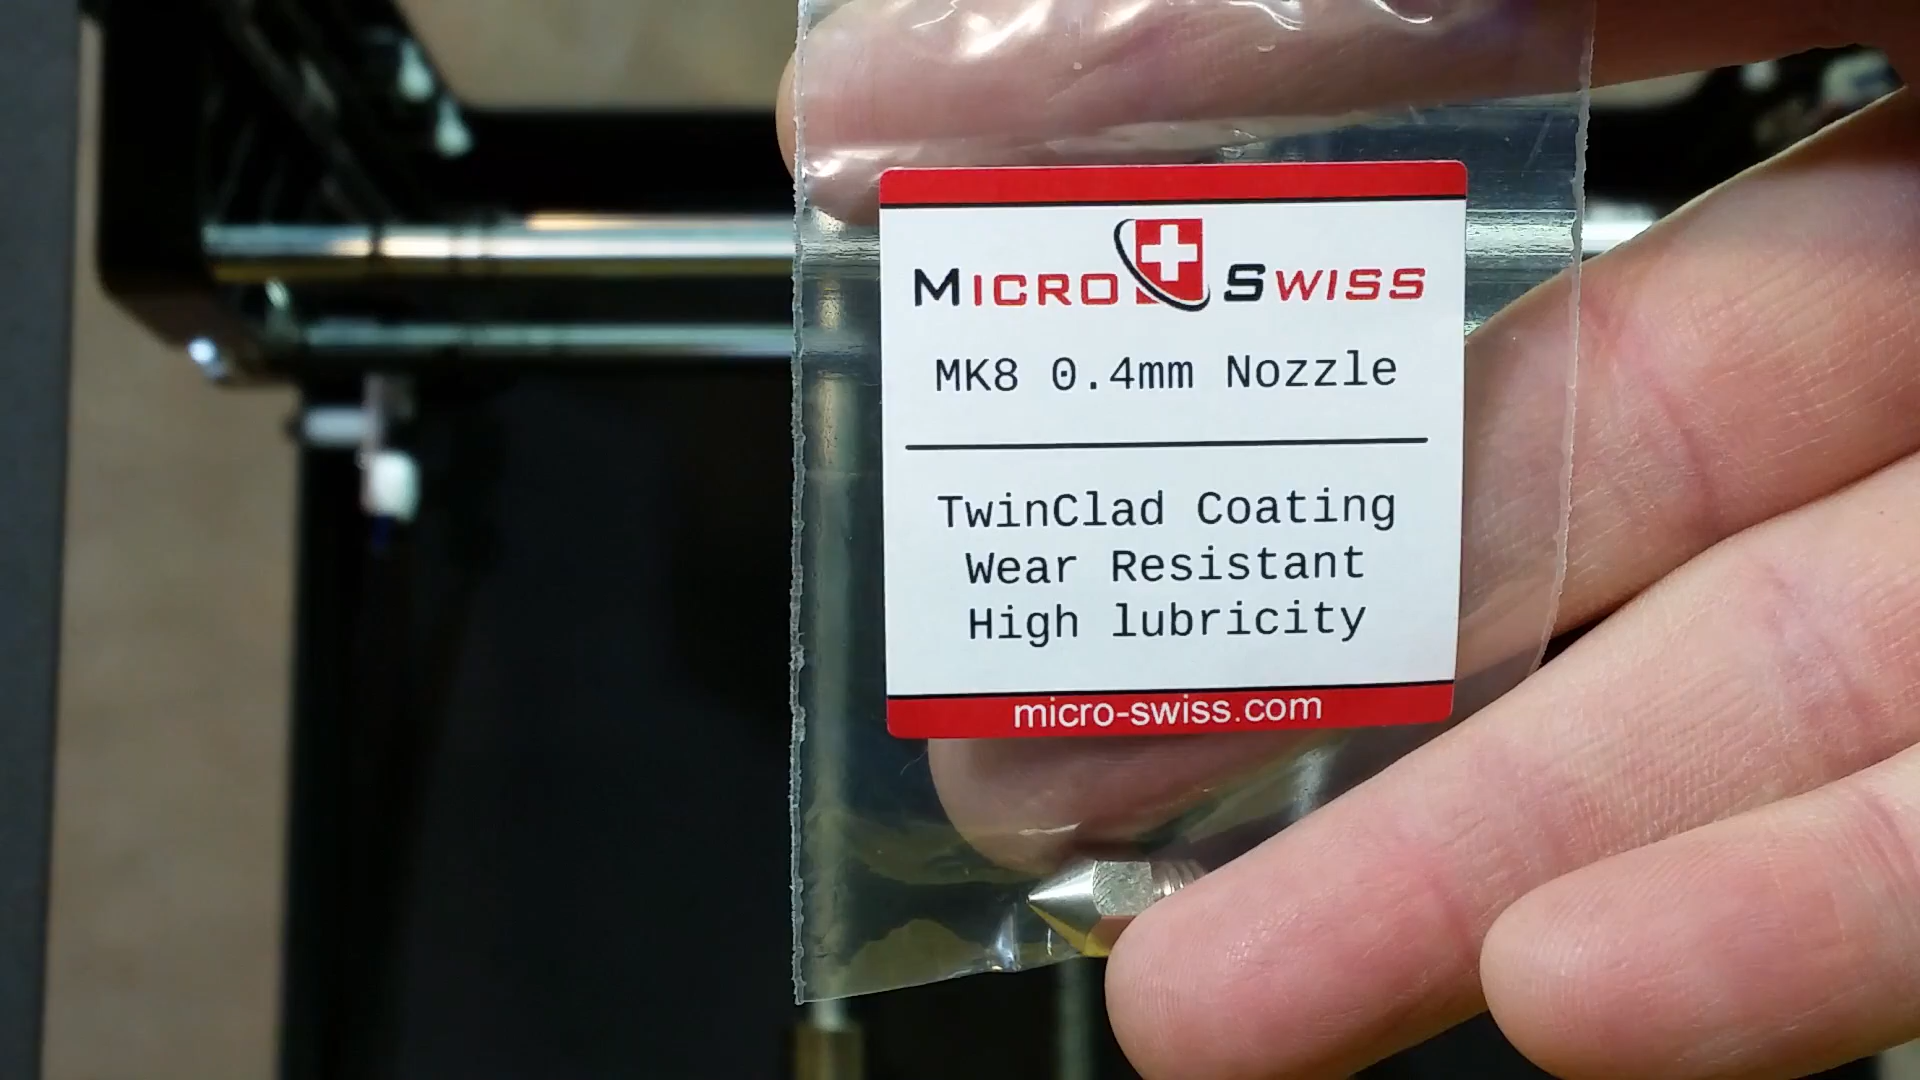 Micro Swiss
MK8 0.4mm Nozzle
TwinClad Coating
Wear Resistant
High lubricity
micro-swiss.com